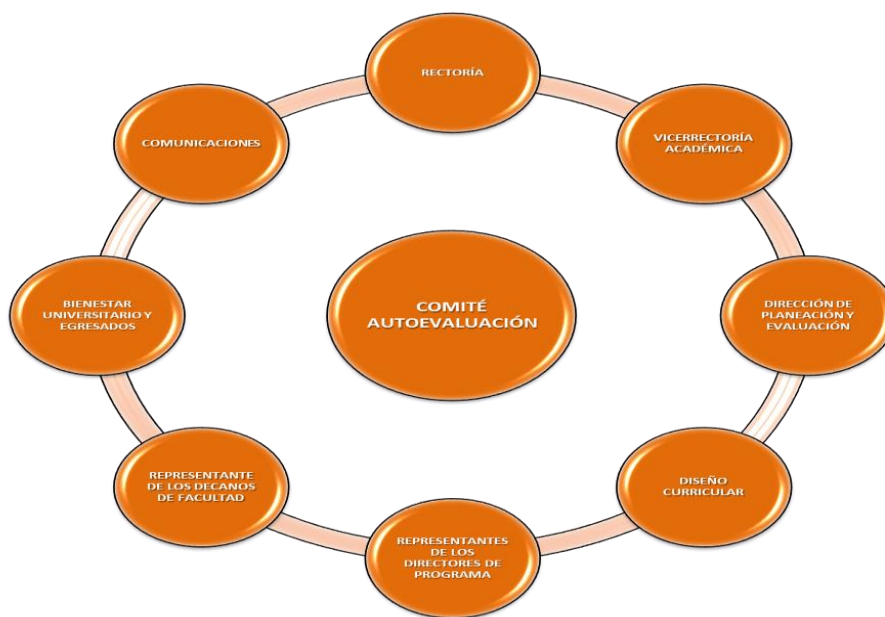 RECTORÍA
VICERRECTORÍA
ACADÉMICA
DIRECCIÓN DE
PLANEACIÓN Y
EVALUACIÓN
DISEÑO
CURRICULAR
REPRESENTANTES
DE LOS
DIRECTORES DE
PROGRAMA
REPRESENTANTE
DE LOS DECANOS
DE FACULTAD
BIENESTAR
UNIVERSITARIO Y
EGRESADOS
COMUNICACIONES
COMITÉ
AUTOEVALUACIÓN